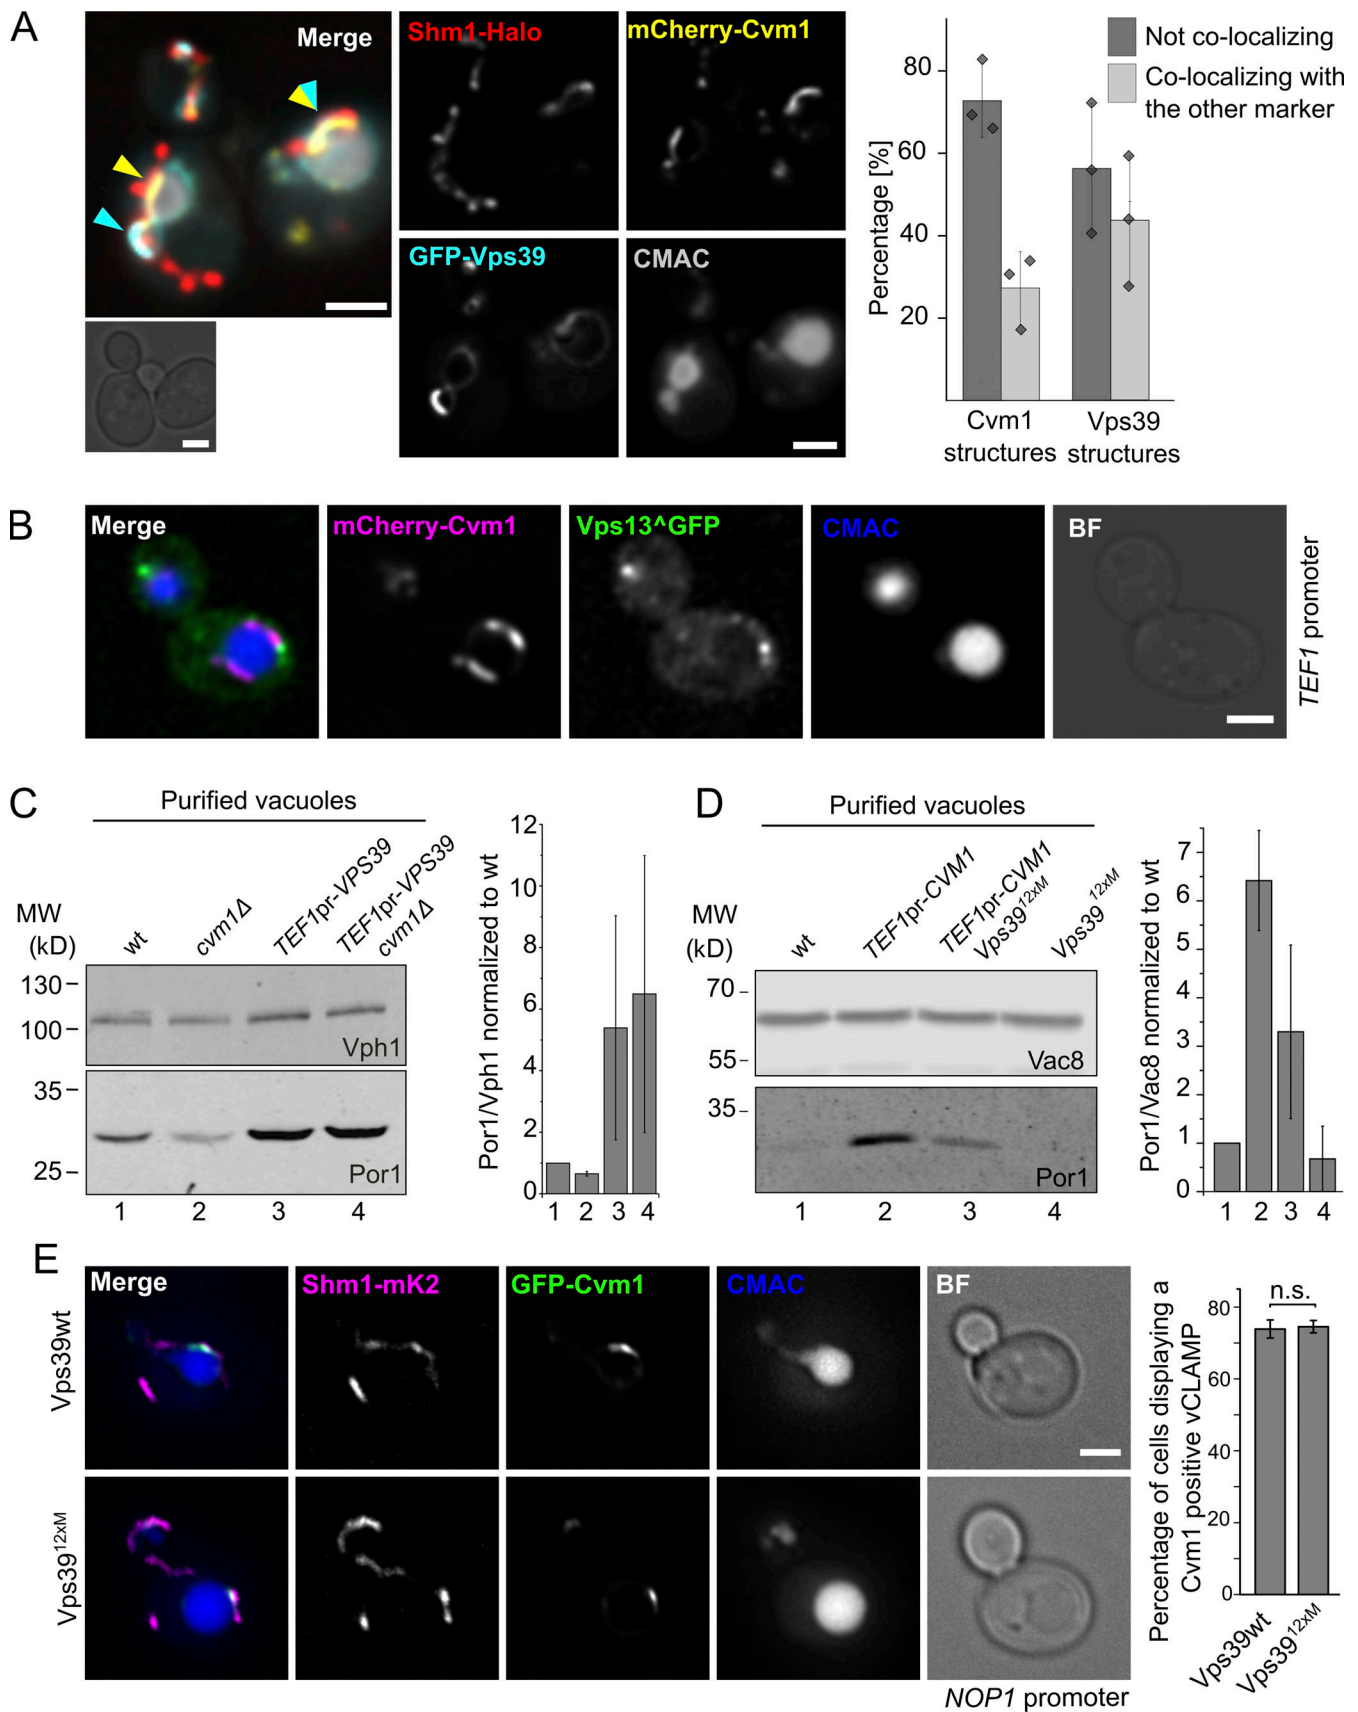 A
Merge
Shm1-Halo
mCherry-Cvm1
GFP-Vps39
CMAC
Percentage [%]
80
60
40
20
Not co-localizing
Co-localizing with
the other marker
Cvm1
structures
Vps39
structures
B
Merge
mCherry-Cvm1
Vps13^GFP
CMAC
BF
TEF1 promoter
C
Purified vacuoles
MW
(kD)
wt
cvm1Δ
TEF1pr-VPS39
TEF1pr-VPS39
cvm1Δ
130
100
Vph1
35
25
Por1
1 2 3 4
Por1/Vph1 normalized to wt
12
10
8
6
4
2
0
1 2 3 4
D
Purified vacuoles
MW
(kD)
wt
TEF1pr-CVM1
TEF1pr-CVM1
Vps39^12xM
Vps39^12xM
70
55
Vac8
35
Por1
1 2 3 4
Por1/Vac8 normalized to wt
7
6
5
4
3
2
1
0
1 2 3 4
E
Merge
Shm1-mK2
GFP-Cvm1
CMAC
BF
Vps39wt
Vps39^12xM
NOP1 promoter
Percentage of cells displaying a
Cvm1 positive vCLAMP
80
60
40
20
0
n.s.
Vps39wt
Vps39^12xM